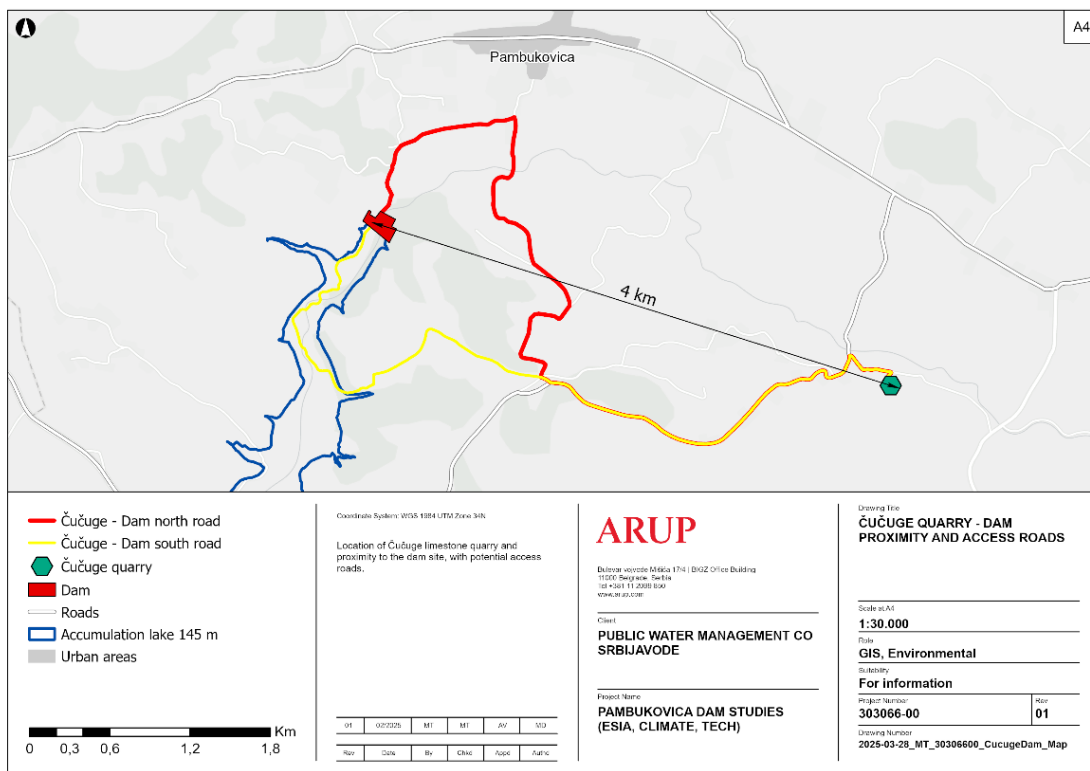 A4
Pambukovica
4 km
Čučuge - Dam north road
Čučuge - Dam south road
Čučuge quarry
Dam
Roads
Accumulation lake 145 m
Urban areas
Km
0 0,3 0,6 1,2 1,8
Coordinate System: WGS 1984 UTM Zone 34N
Location of Čučuge limestone quarry and
proximity to the dam site, with potential access
roads.
01 02/2025 MT MT AV MD
Rev Date By Chkd Appd Authd
ARUP
Bulevar vojvode Mišića 17/4 | BIGZ Office Building
11000 Belgrade, Serbia
www.arup.com
Client
PUBLIC WATER MANAGEMENT CO
SRBIJAVODE
Project Name
PAMBUKOVICA DAM STUDIES
(ESIA, CLIMATE, TECH)
Drawing Title
ČUČUGE QUARRY - DAM
PROXIMITY AND ACCESS ROADS
Scale at A4
1:30.000
Role
GIS, Environmental
Suitability
For information
Project Number
303066-00
Rev
01
Drawing Number
2025-03-28_MT_30306600_CucugeDam_Map